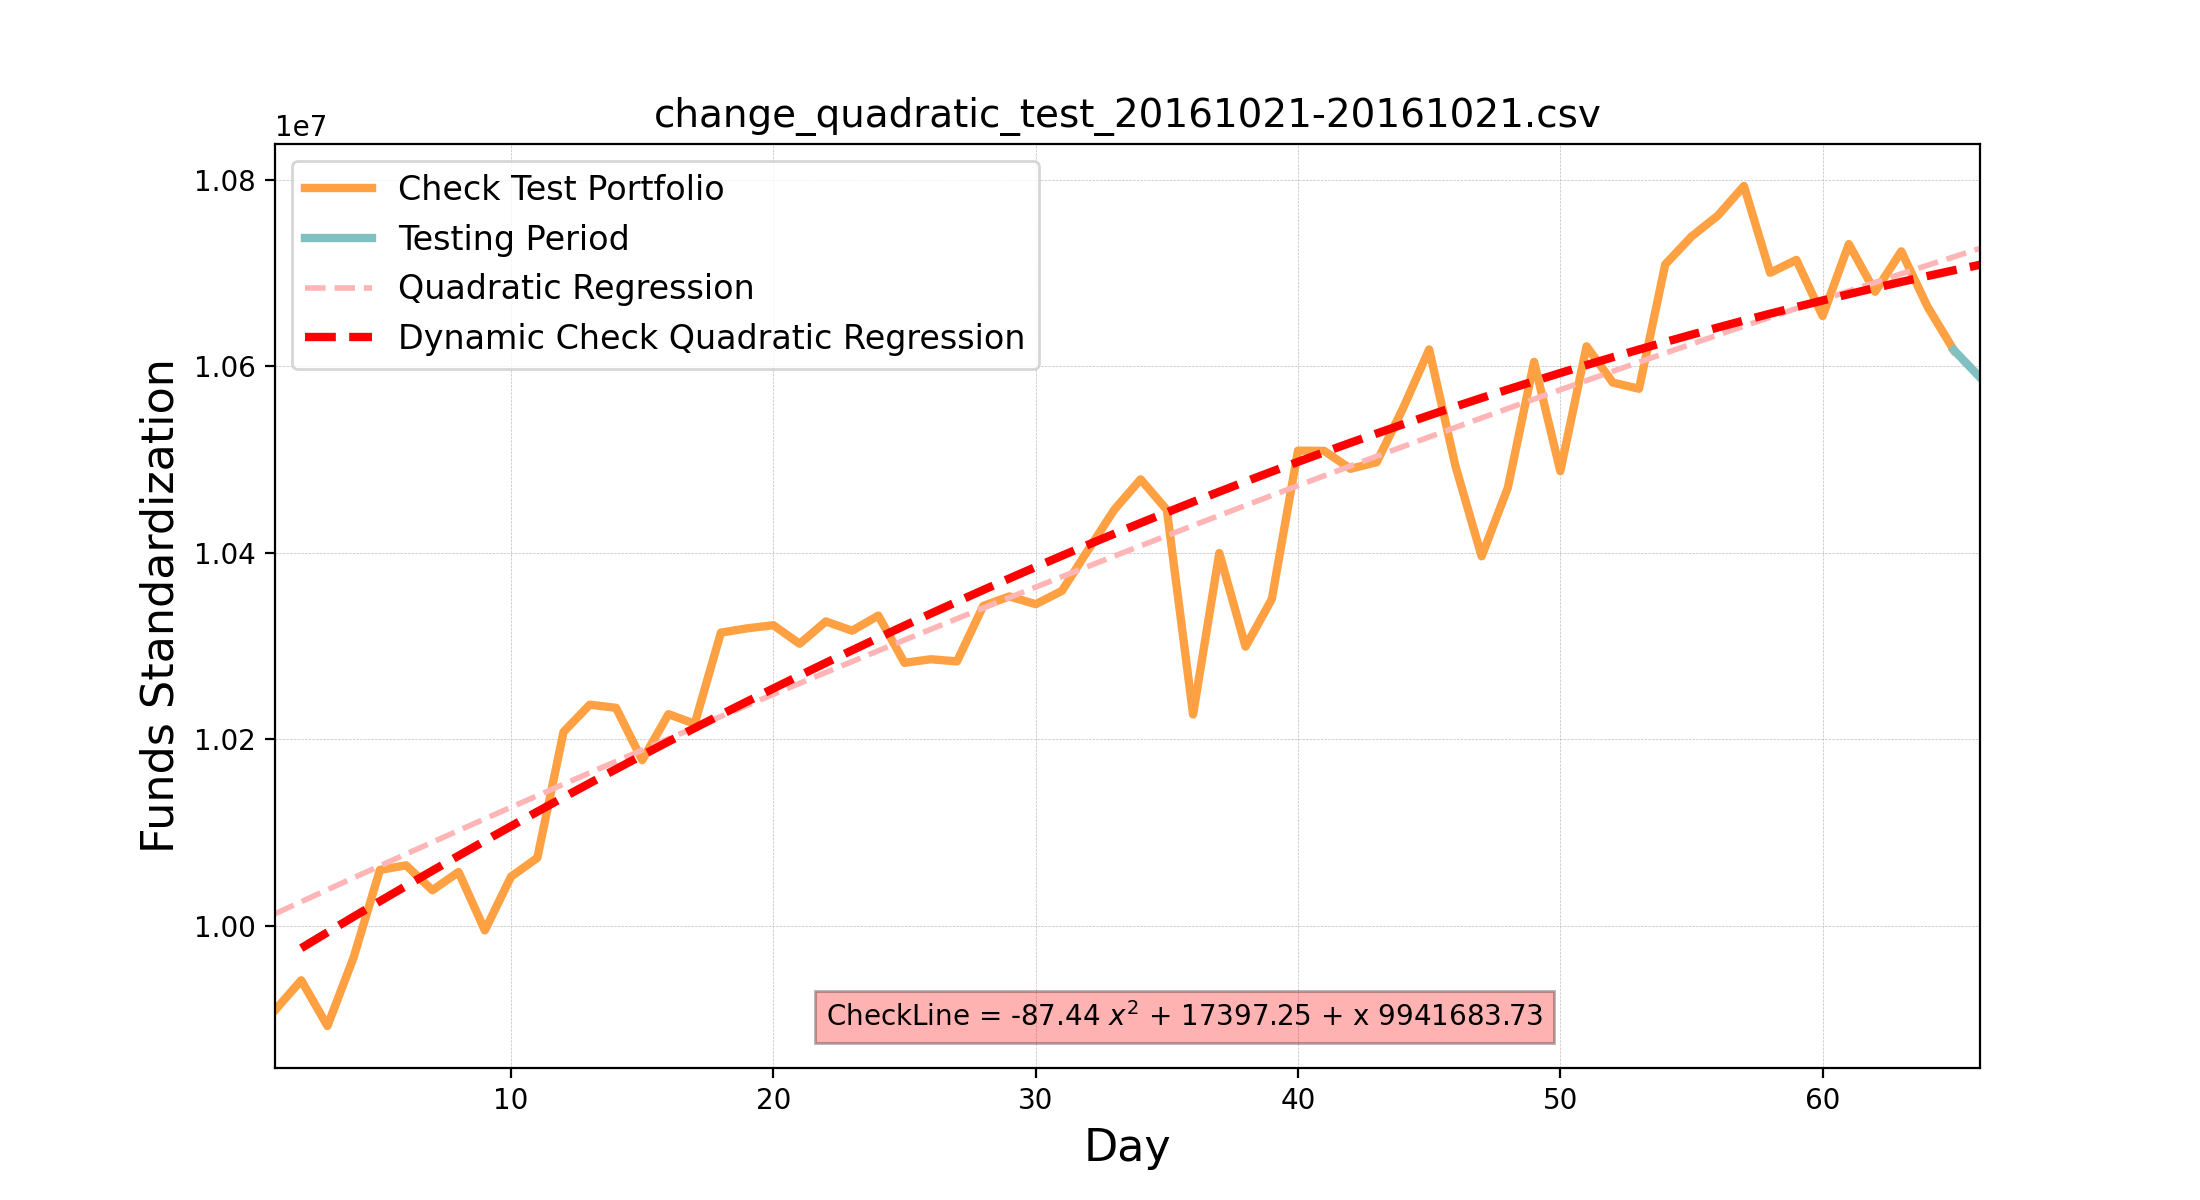 change_quadratic_test_20161021-20161021.csv
1e7
Check Test Portfolio
Testing Period
Quadratic Regression
Dynamic Check Quadratic Regression
1.08
1.06
1.04
1.02
1.00
Funds Standardization
CheckLine = -87.44 x² + 17397.25 + x 9941683.73
10 20 30 40 50 60
Day